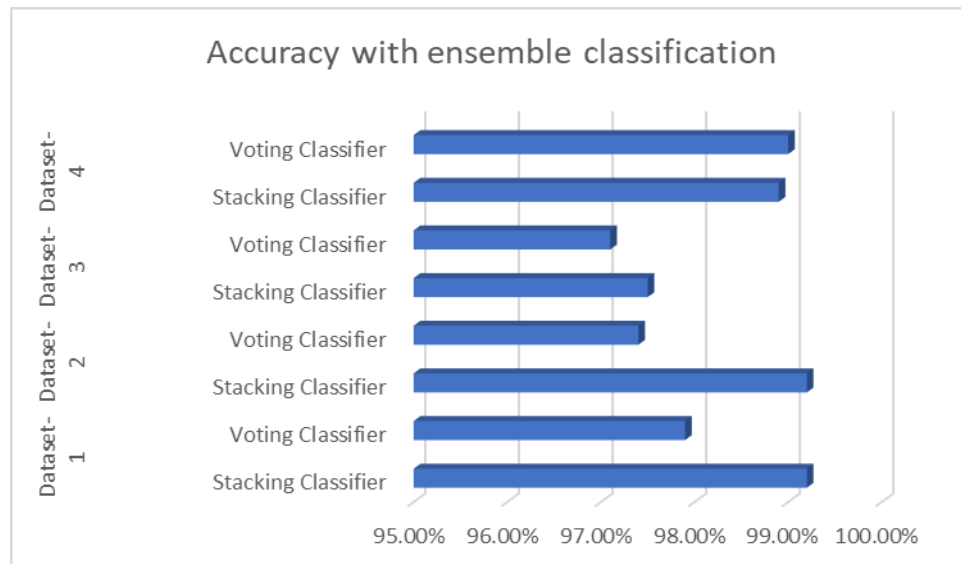 Accuracy with ensemble classification
Dataset-
4
Voting Classifier
Stacking Classifier
Dataset-
3
Voting Classifier
Stacking Classifier
Dataset-
2
Voting Classifier
Stacking Classifier
Dataset-
1
Voting Classifier
Stacking Classifier
95.00% 96.00% 97.00% 98.00% 99.00% 100.00%